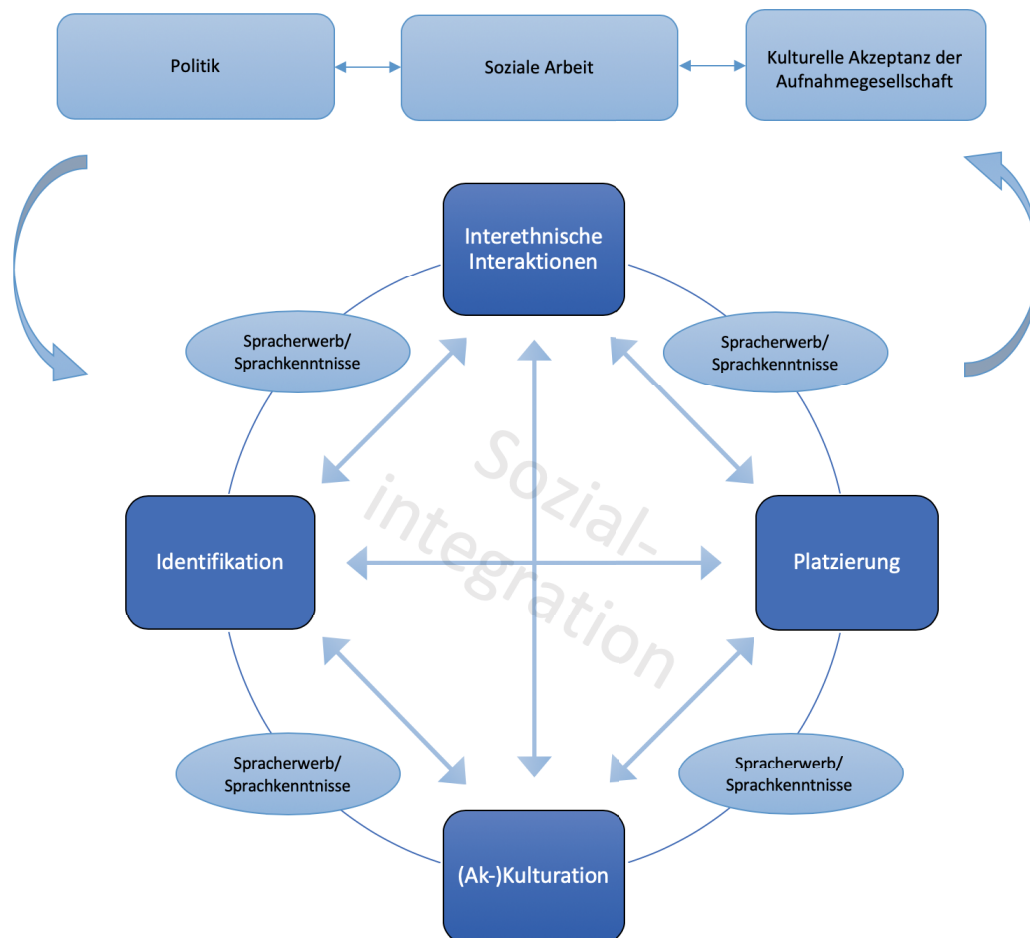 Politik
Soziale Arbeit
Kulturelle Akzeptanz der
Aufnahmegesellschaft
Interethnische
Interaktionen
Spracherwerb/
Sprachkenntnisse
Spracherwerb/
Sprachkenntnisse
Sozial-
integration
Identifikation
Platzierung
Spracherwerb/
Sprachkenntnisse
Spracherwerb/
Sprachkenntnisse
(Ak-)Kulturation